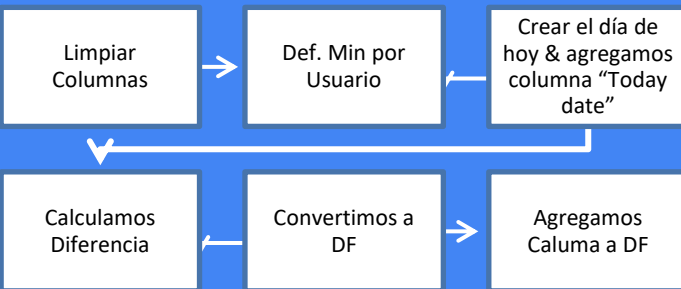 Limpiar
Columnas
Def. Min por
Usuario
Crear el día de
hoy & agregamos
columna “Today
date”
Calculamos
Diferencia
Convertimos a
DF
Agregamos
Caluma a DF